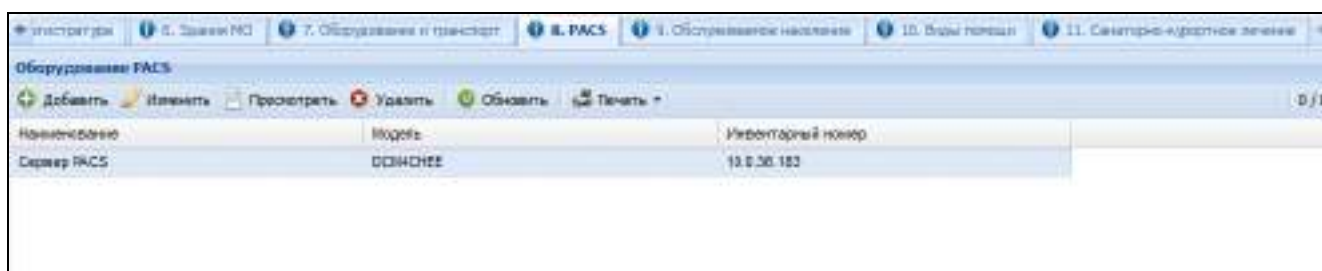 6. Здания МО 7. Оборудование и транспорт 8. PACS 9. Обслуживаемое население 10. Виды помощи 11. Санаторно-курортное лечение
Оборудование PACS
Добавить Изменить Просмотреть Удалить Обновить Печать
Наименование Модель Инвентарный номер
Сервер PACS DCM4CHEE 10.0.36.183